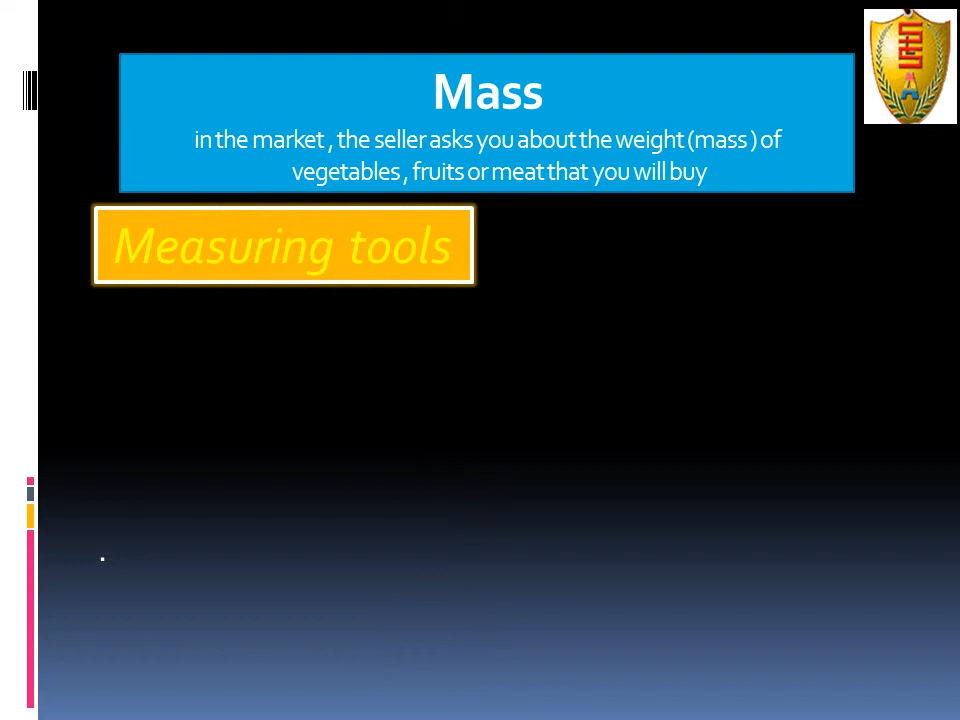 Mass
in the market , the seller asks you about the weight (mass ) of
vegetables , fruits or meat that you will buy
Measuring tools
.